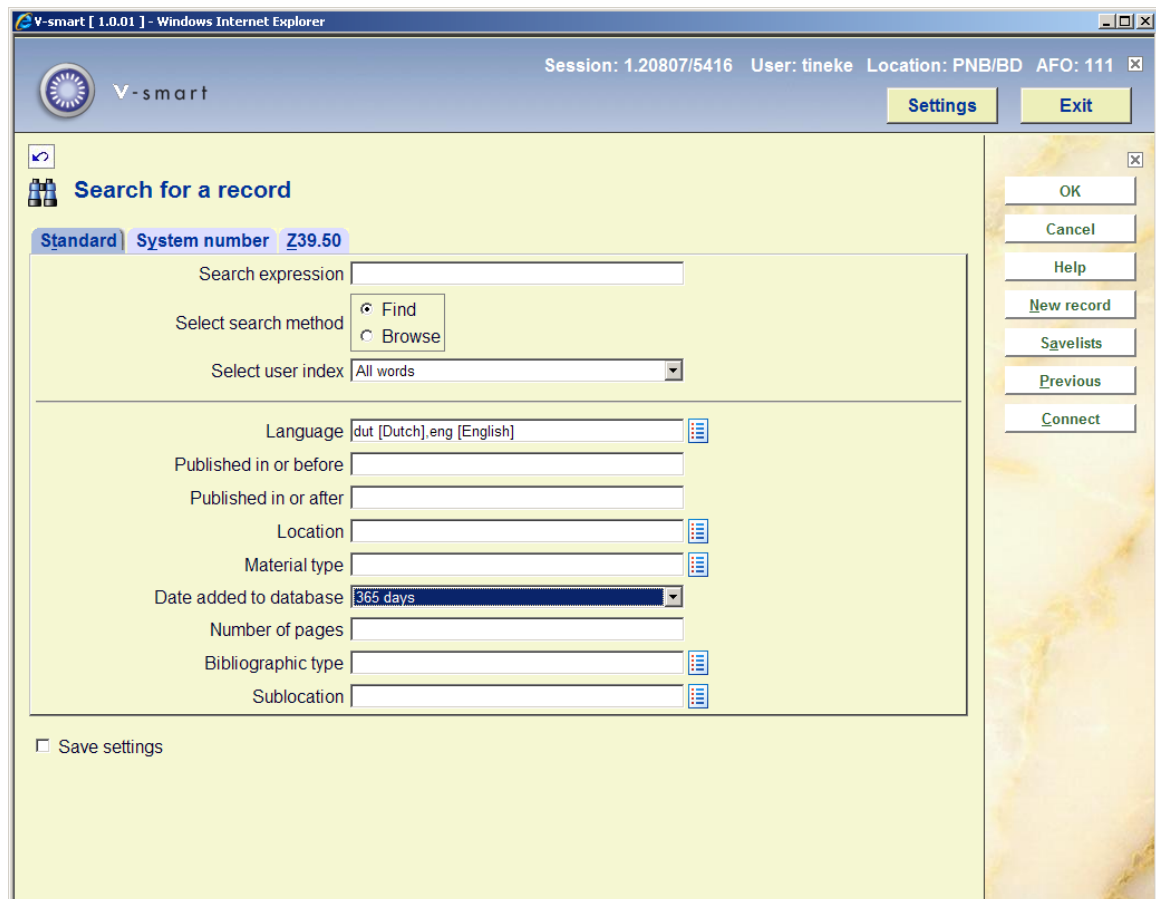 V-smart [ 1.0.01 ] - Windows Internet Explorer
Session: 1.20807/5416 User: tineke Location: PNB/BD AFO: 111
V-smart
Settings Exit
Search for a record
Standard System number Z39.50
Search expression
Select search method
Find
Browse
Select user index All words
Language dut [Dutch],eng [English]
Published in or before
Published in or after
Location
Material type
Date added to database 365 days
Number of pages
Bibliographic type
Sublocation
Save settings
OK
Cancel
Help
New record
Savelists
Previous
Connect